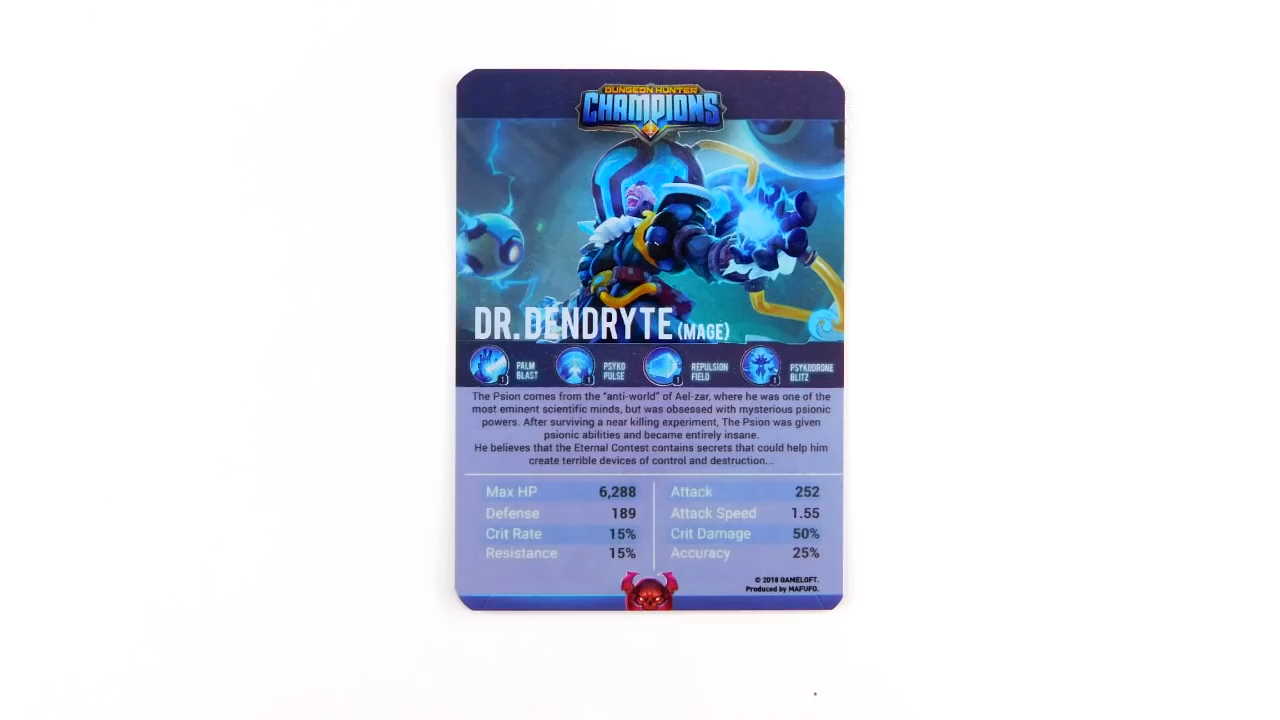 DUNGEON HUNTER
CHAMPIONS
DR. DENDRYTE (MAGE)
PALM BLAST
PSYKO PULSE
REPULSION FIELD
PSYKODRONE BLITZ
The Psion comes from the "anti-world" of Ael-zar, where he was one of the
most eminent scientific minds, but was obsessed with mysterious psionic
powers. After surviving a near killing experiment, The Psion was given
psionic abilities and became entirely insane.
He believes that the Eternal Contest contains secrets that could help him
create terrible devices of control and destruction...
Max HP 6,288
Defense 189
Crit Rate 15%
Resistance 15%
Attack 252
Attack Speed 1.55
Crit Damage 50%
Accuracy 25%
© 2018 GAMELOFT.
Produced by MAFUFO.